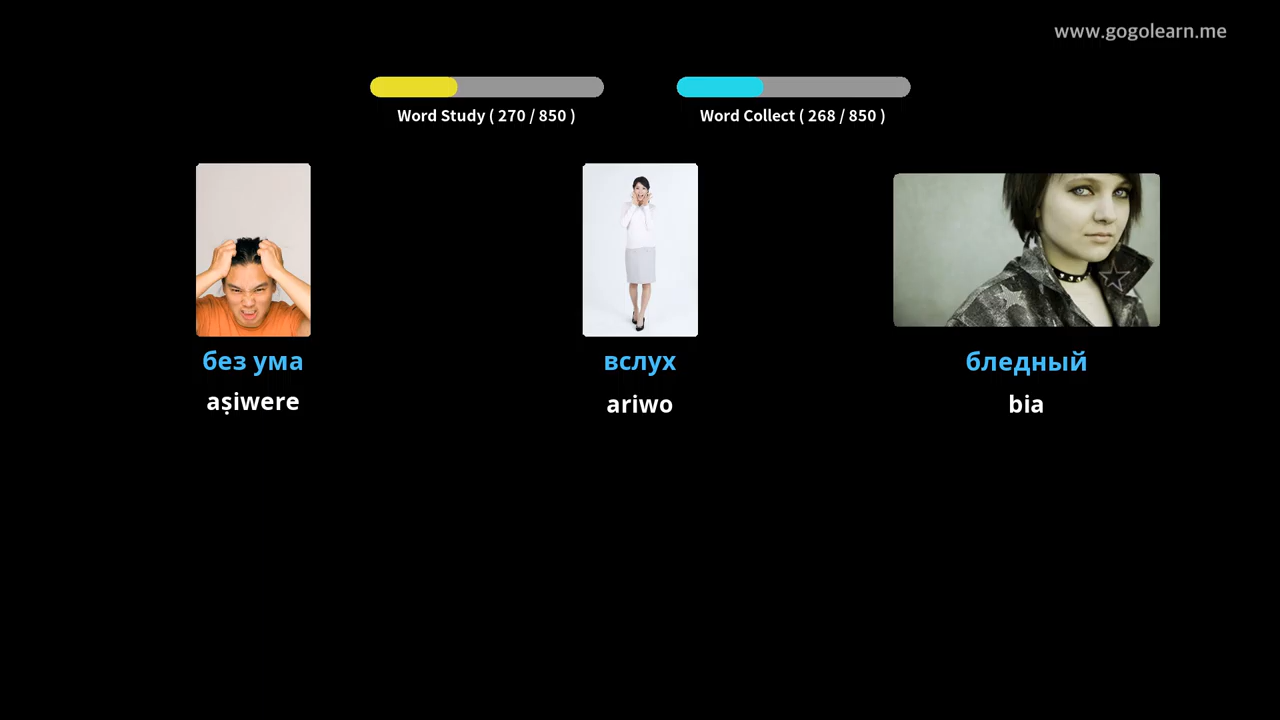 www.gogolearn.me
Word Study ( 270 / 850 )
Word Collect ( 268 / 850 )
без ума
вслух
бледный
aṣiwere
ariwo
bia